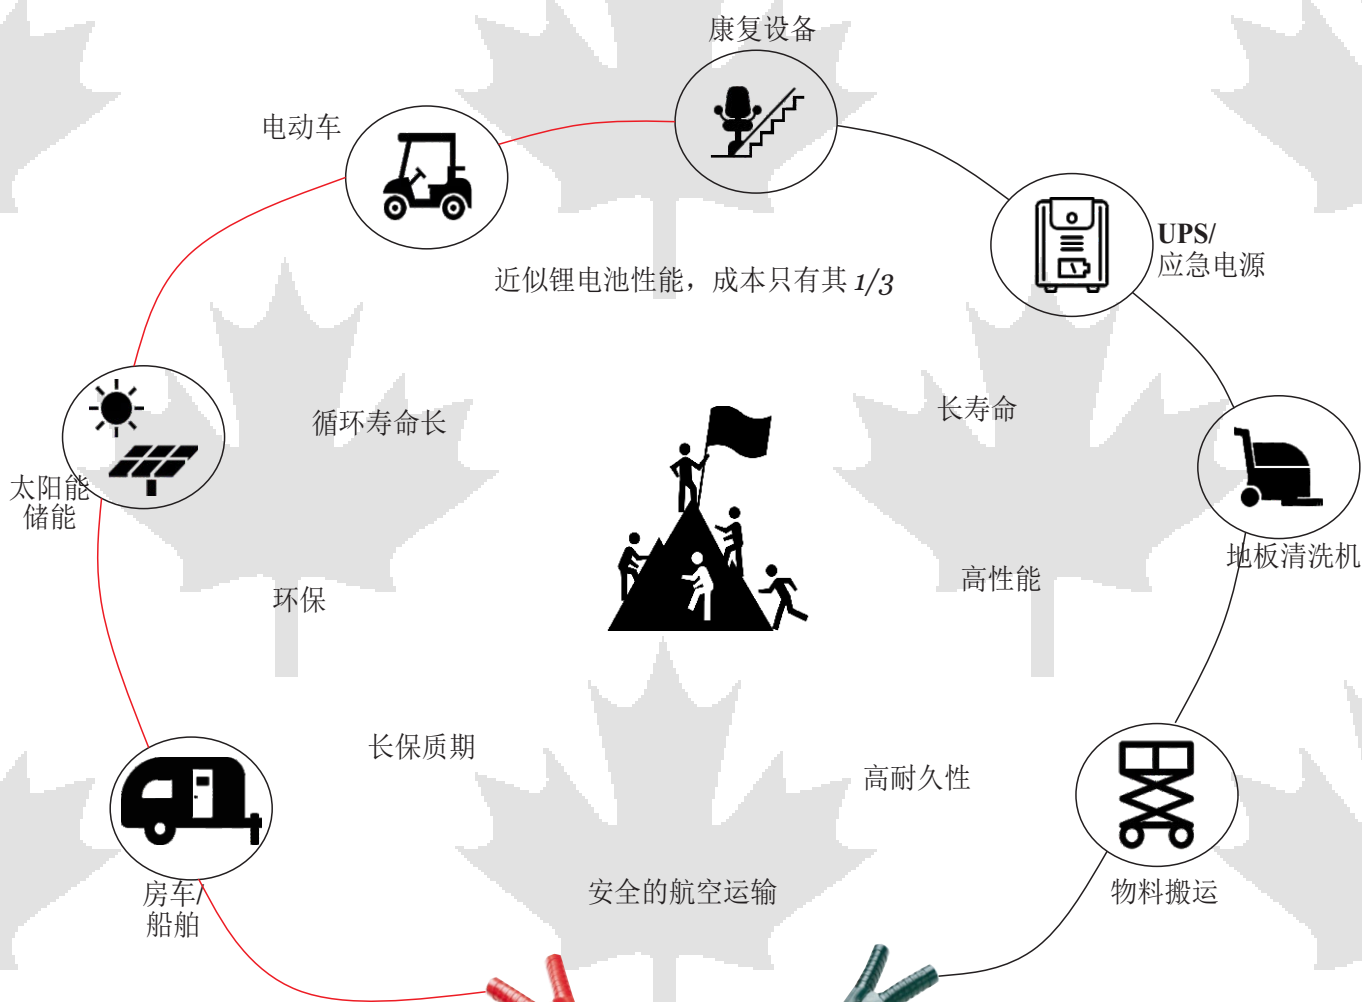 康复设备
电动车
UPS/
应急电源
近似锂电池性能，成本只有其 1/3
循环寿命长
长寿命
太阳能
储能
地板清洗机
环保
高性能
长保质期
高耐久性
房车/
船舶
安全的航空运输
物料搬运